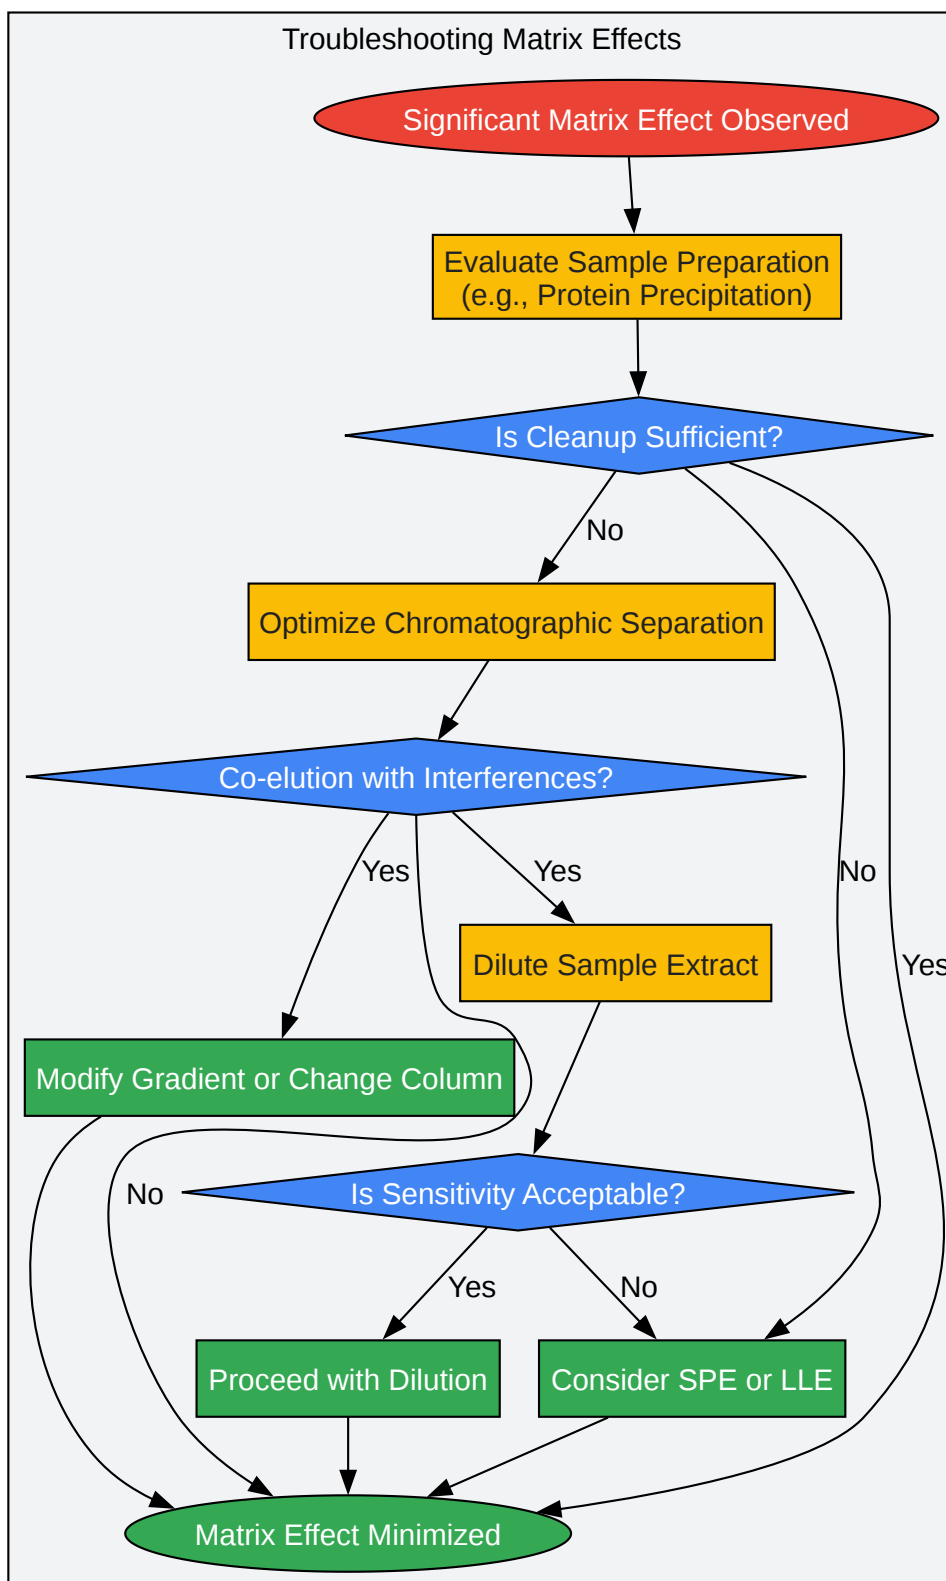 Troubleshooting Matrix Effects
Significant Matrix Effect Observed
Evaluate Sample Preparation
(e.g., Protein Precipitation)
Is Cleanup Sufficient?
No
Optimize Chromatographic Separation
Co-elution with Interferences?
Yes
Yes
No
Dilute Sample Extract
Yes
Modify Gradient or Change Column
No
Is Sensitivity Acceptable?
Yes
No
Proceed with Dilution
Consider SPE or LLE
Matrix Effect Minimized